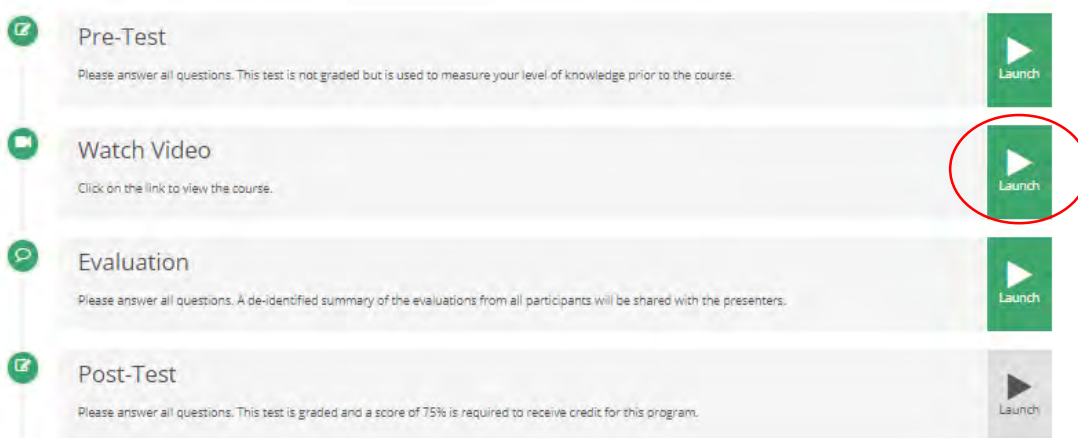 Pre-Test
Please answer all questions. This test is not graded but is used to measure your level of knowledge prior to the course.
Launch
Watch Video
Click on the link to view the course.
Launch
Evaluation
Please answer all questions. A de-identified summary of the evaluations from all participants will be shared with the presenters.
Launch
Post-Test
Please answer all questions. This test is graded and a score of 75% is required to receive credit for this program.
Launch